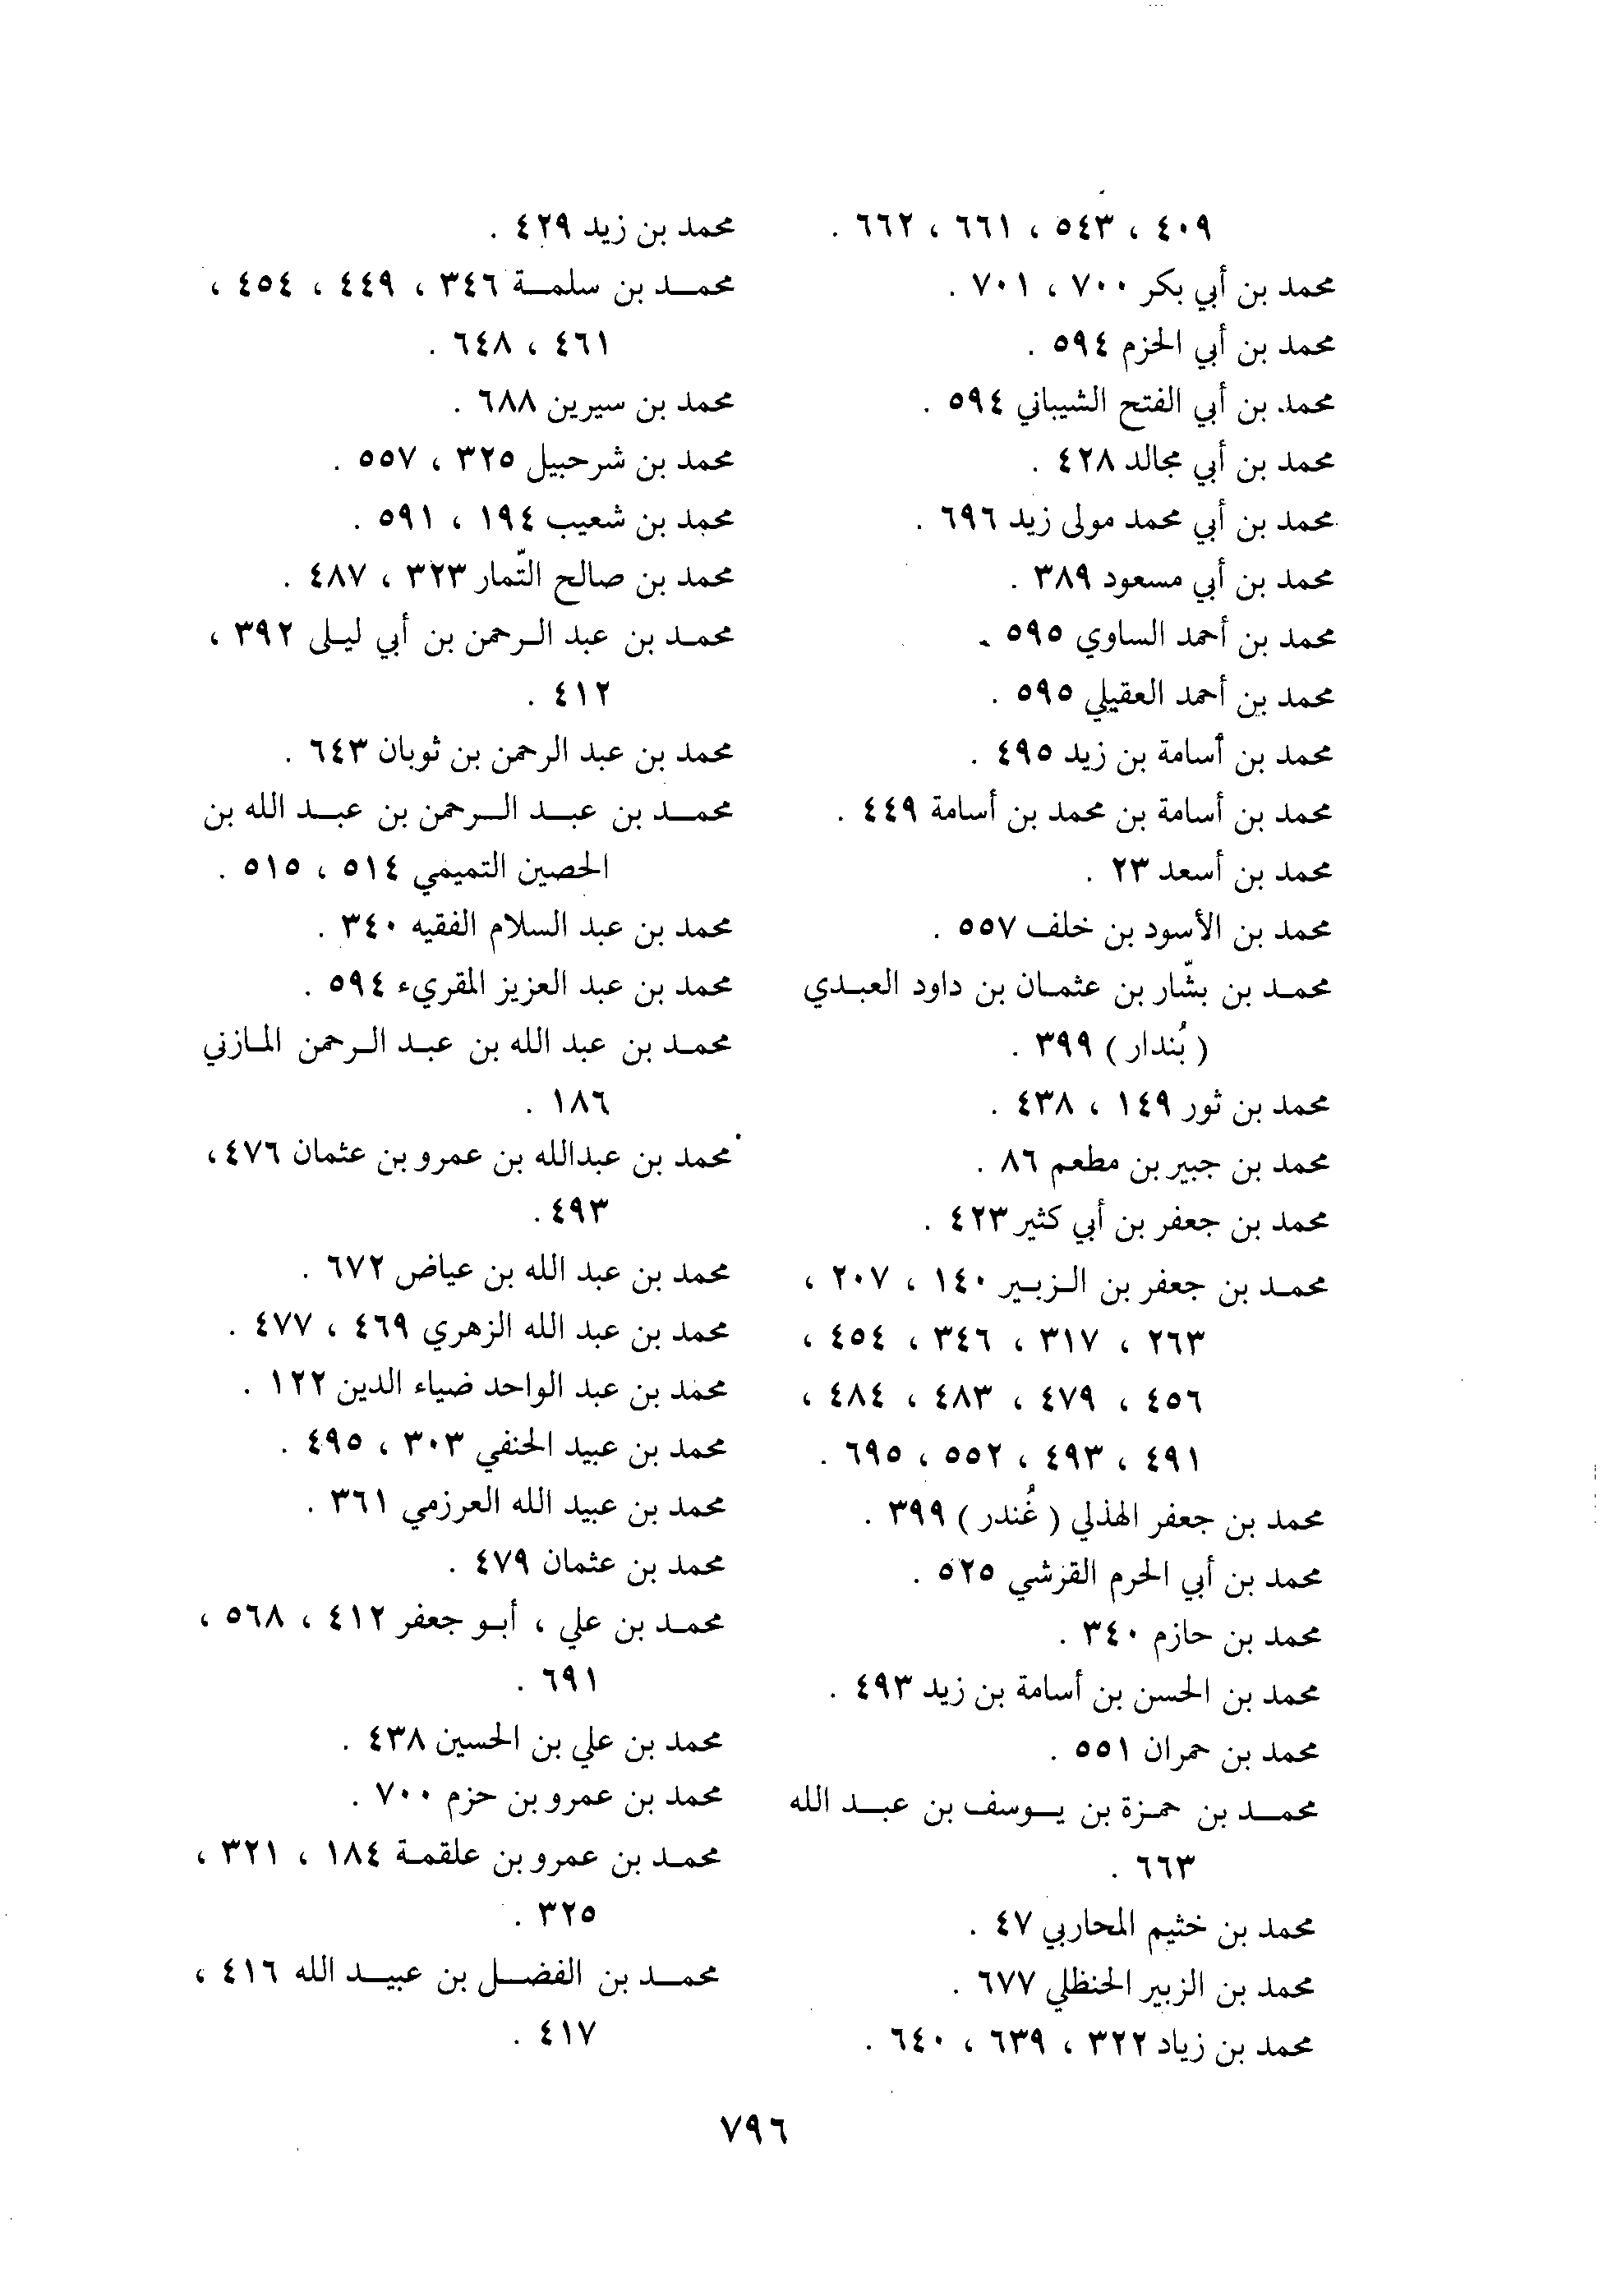 ٤٠٩ ، ٥٤٣ ، ٦٦١ ، ٦٦٢ .
محمد بن أبي بكر ٧٠٠ ، ٧٠١ .
محمد بن أبي الحزم ٥٩٤ .
محمد بن أبي الفتح الشيباني ٥٩٤ .
محمد بن أبي مجالد ٤٢٨ .
محمد بن أبي محمد مولى زيد ٦٩٦ .
محمد بن أبي مسعود ٣٨٩ .
محمد بن أحمد الساوي ٥٩٥ .
محمد بن أحمد العقيلي ٥٩٥ .
محمد بن أسامة بن زيد ٤٩٥ .
محمد بن أسامة بن محمد بن أسامة ٤٤٩ .
محمد بن أسعد ٢٣ .
محمد بن الأسود بن خلف ٥٥٧ .
محمد بن بشّار بن عثمان بن داود العبدي
( بُندار ) ٣٩٩ .
محمد بن ثور ١٤٩ ، ٤٣٨ .
محمد بن جبير بن مطعم ٨٦ .
محمد بن جعفر بن أبي كثير ٤٢٣ .
محمد بن جعفر بن الزبير ١٤٠ ، ٢٠٧ ،
٢٦٣ ، ٣١٧ ، ٣٤٦ ، ٤٥٤ ،
٤٥٦ ، ٤٧٩ ، ٤٨٣ ، ٤٨٤ ،
٤٩١ ، ٤٩٣ ، ٥٥٢ ، ٦٩٥ .
محمد بن جعفر الهذلي ( غُندر ) ٣٩٩ .
محمد بن أبي الحرم القرشي ٥٢٥ .
محمد بن حازم ٣٤٠ .
محمد بن الحسن بن أسامة بن زيد ٤٩٣ .
محمد بن حمران ٥٥١ .
محمد بن حمزة بن يوسف بن عبد الله
٦٦٣ .
محمد بن خثيم المحاربي ٤٧ .
محمد بن الزبير الحنظلي ٦٧٧ .
محمد بن زياد ٣٢٢ ، ٦٣٩ ، ٦٤٠ .
محمد بن زيد ٤٢٩ .
محمد بن سلمة ٣٤٦ ، ٤٤٩ ، ٤٥٤ ،
٤٦١ ، ٦٤٨ .
محمد بن سيرين ٦٨٨ .
محمد بن شرحبيل ٣٢٥ ، ٥٥٧ .
محمد بن شعيب ١٩٤ ، ٥٩١ .
محمد بن صالح التّمار ٣٢٣ ، ٤٨٧ .
محمد بن عبد الرحمن بن أبي ليلى ٣٩٢ ،
٤١٢ .
محمد بن عبد الرحمن بن ثوبان ٦٤٣ .
محمد بن عبد الرحمن بن عبد الله بن
الحصين التميمي ٥١٤ ، ٥١٥ .
محمد بن عبد السلام الفقيه ٣٤٠ .
محمد بن عبد العزيز المقريء ٥٩٤ .
محمد بن عبد الله بن عبد الرحمن المازني
١٨٦ .
محمد بن عبدالله بن عمرو بن عثمان ٤٧٦ ،
٤٩٣ .
محمد بن عبد الله بن عياض ٦٧٢ .
محمد بن عبد الله الزهري ٤٦٩ ، ٤٧٧ .
محمد بن عبد الواحد ضياء الدين ١٢٢ .
محمد بن عبيد الحنفي ٣٠٣ ، ٤٩٥ .
محمد بن عبيد الله العرزمي ٣٦١ .
محمد بن عثمان ٤٧٩ .
محمد بن علي ، أبو جعفر ٤١٢ ، ٥٦٨ ،
٦٩١ .
محمد بن علي بن الحسين ٤٣٨ .
محمد بن عمرو بن حزم ٧٠٠ .
محمد بن عمرو بن علقمة ١٨٤ ، ٣٢١ ،
٣٢٥ .
محمد بن الفضل بن عبيد الله ٤١٦ ،
٤١٧ .
٧٩٦